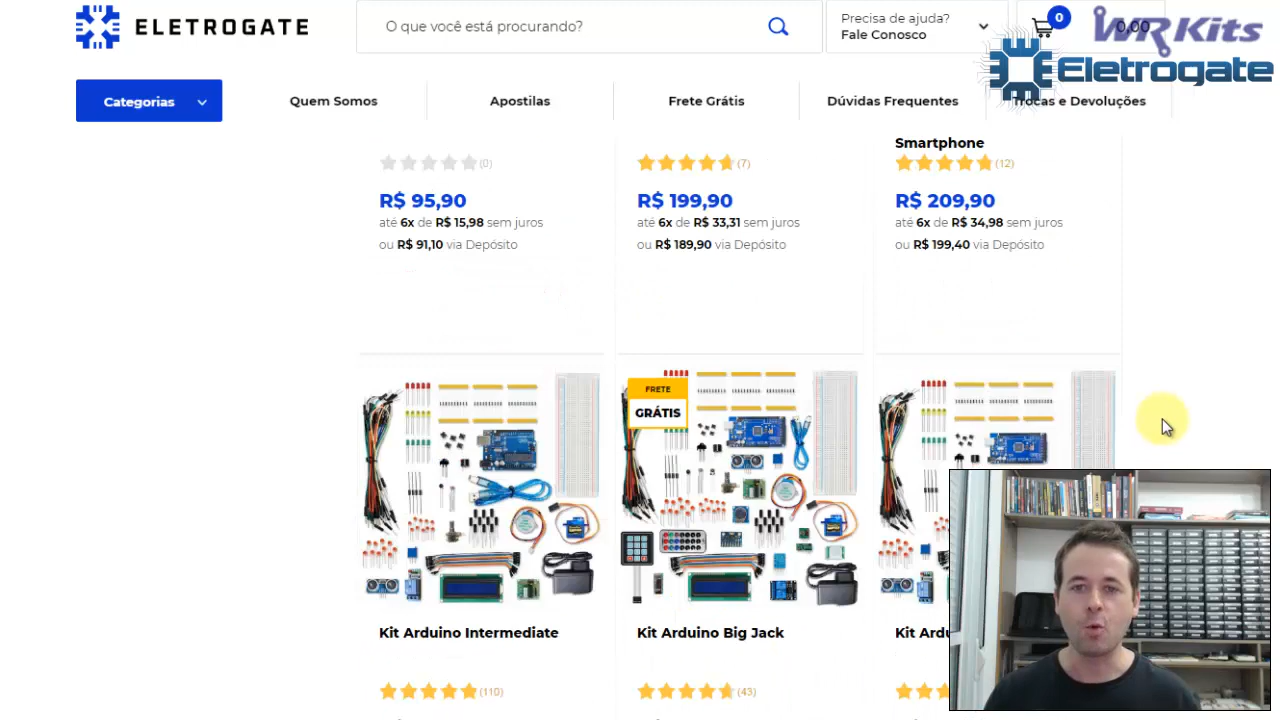 ELETROGATE
O que você está procurando?
Precisa de ajuda?
Fale Conosco
0
0,00
WR Kits
Eletrogate
Categorias
Quem Somos
Apostilas
Frete Grátis
Dúvidas Frequentes
Trocas e Devoluções
Smartphone
(0)
(7)
(12)
R$ 95,90
até 6x de R$ 15,98 sem juros
ou R$ 91,10 via Depósito
R$ 199,90
até 6x de R$ 33,31 sem juros
ou R$ 189,90 via Depósito
R$ 209,90
até 6x de R$ 34,98 sem juros
ou R$ 199,40 via Depósito
FRETE
GRÁTIS
Kit Arduino Intermediate
Kit Arduino Big Jack
Kit
(110)
(43)